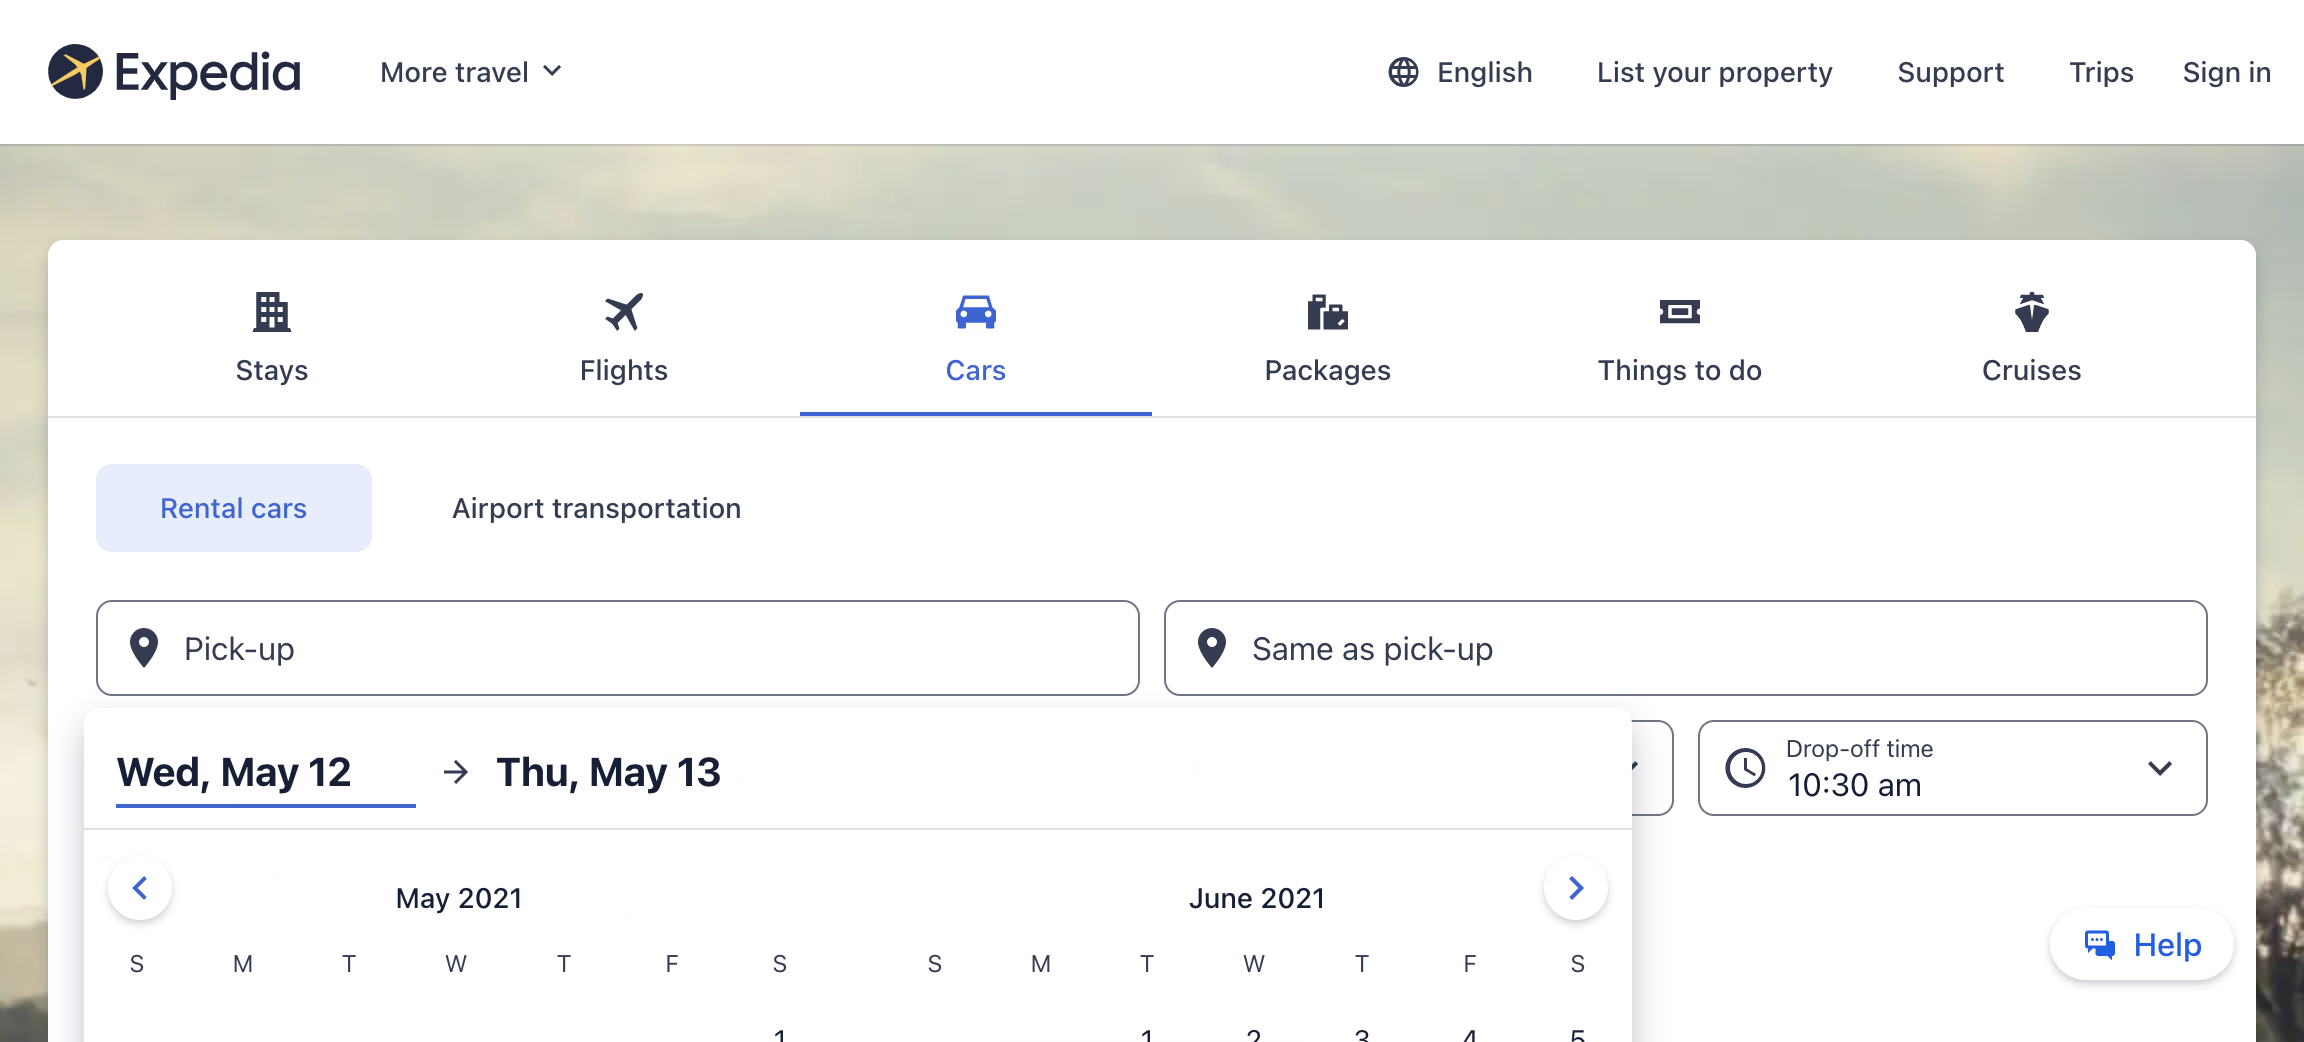 Expedia
More travel
English
List your property
Support
Trips
Sign in
Stays
Flights
Cars
Packages
Things to do
Cruises
Rental cars
Airport transportation
Pick-up
Same as pick-up
Wed, May 12
Thu, May 13
Drop-off time
10:30 am
May 2021
June 2021
S M T W T F S
S M T W T F S
1
1 2 3 4 5
Help